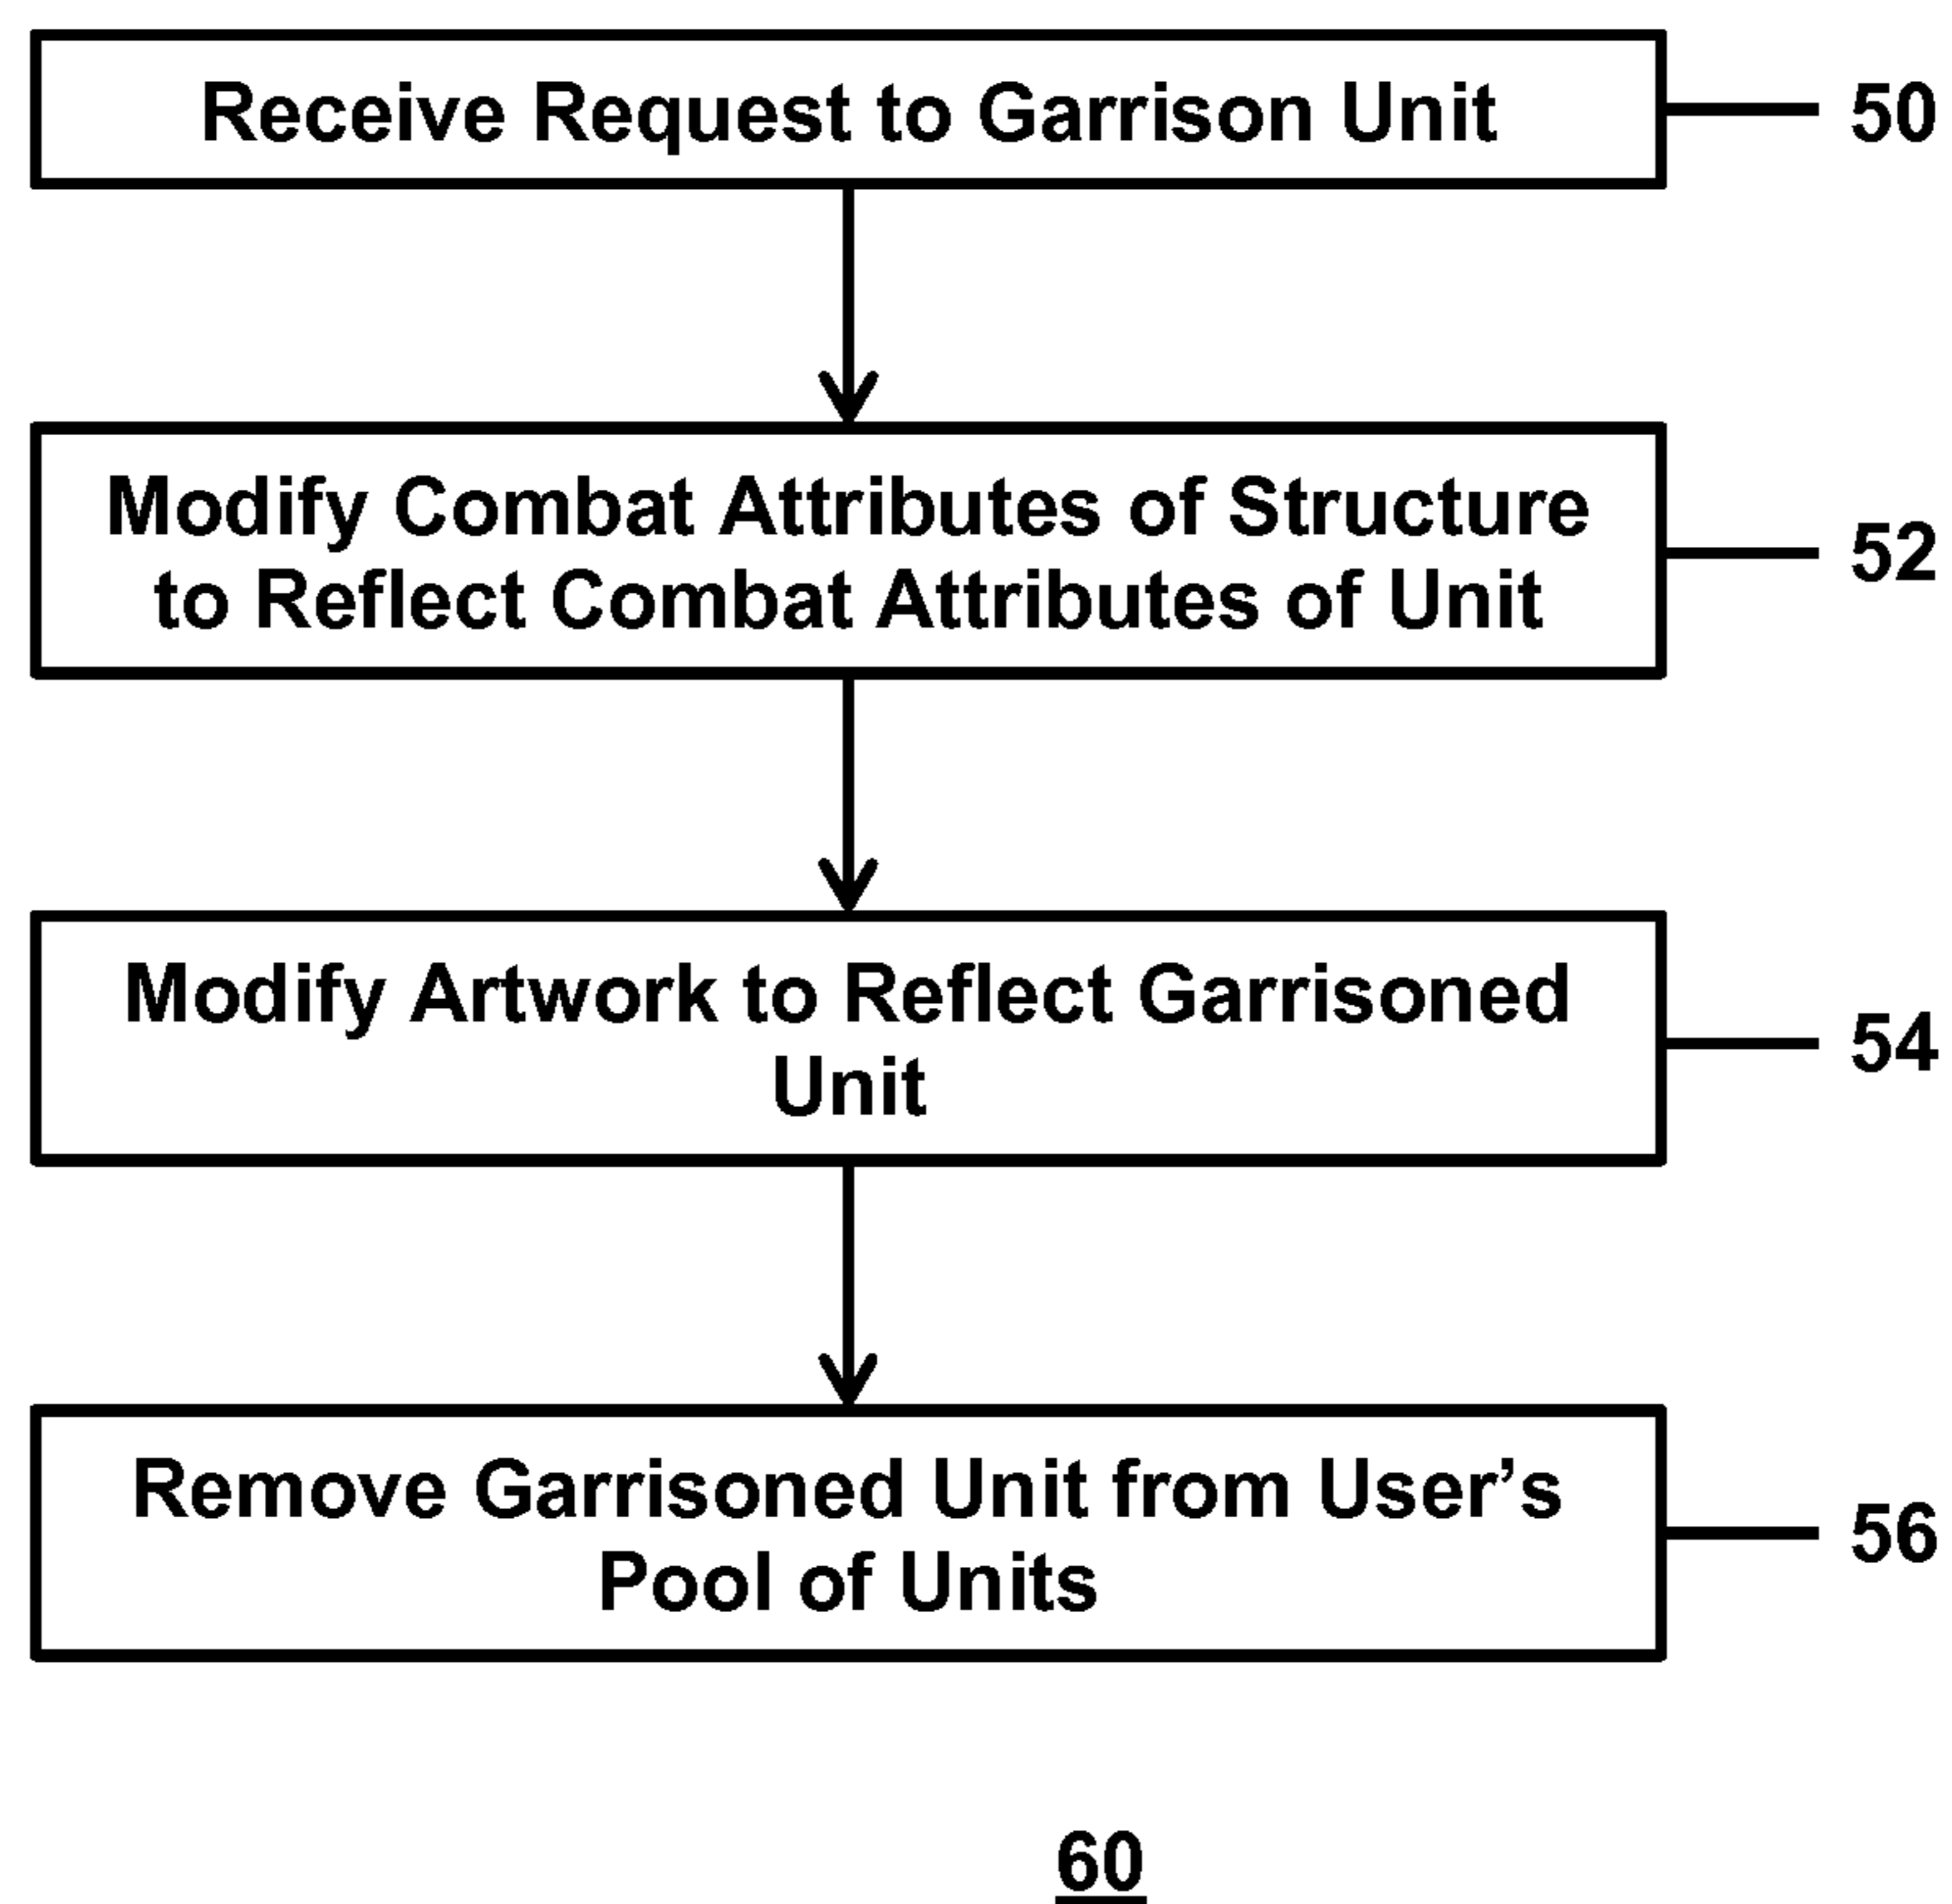 Receive Request to Garrison Unit
50
Modify Combat Attributes of Structure
to Reflect Combat Attributes of Unit
52
Modify Artwork to Reflect Garrisoned
Unit
54
Remove Garrisoned Unit from User’s
Pool of Units
56
60